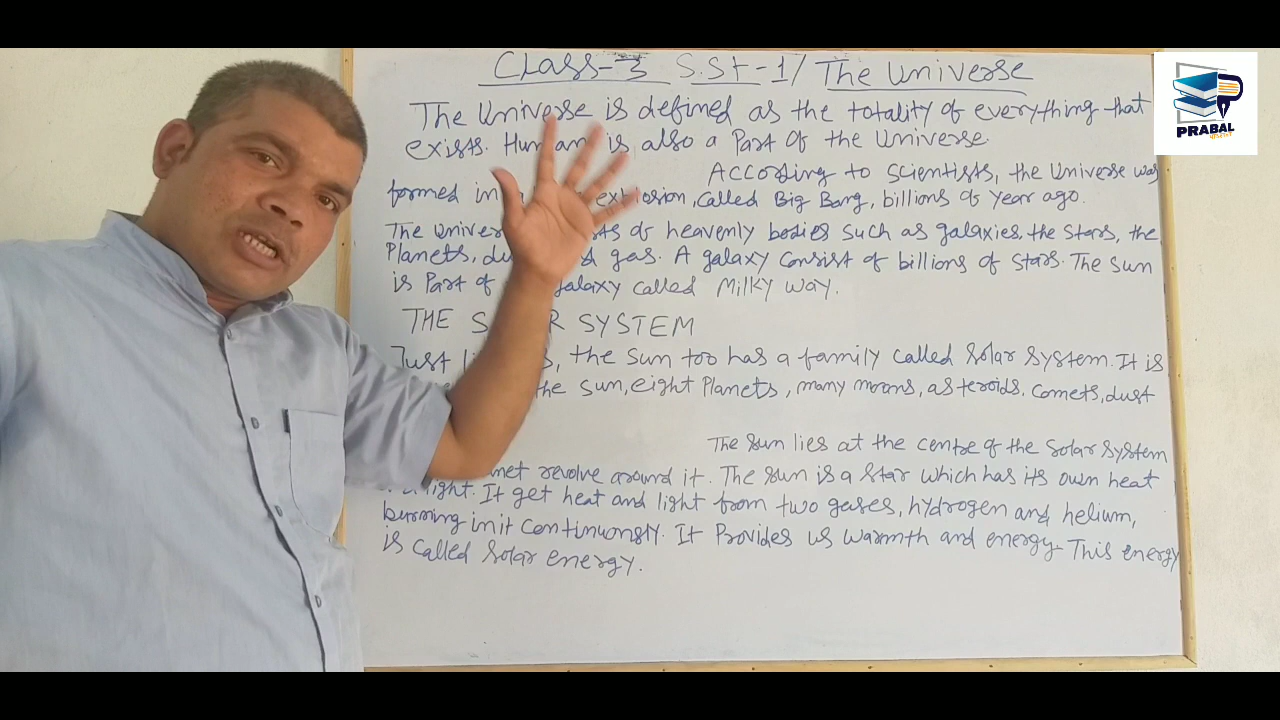 Class-3 S.St-1/ The Universe
The Universe is defined as the totality of everything that
exists. Human is also a Part of the Universe.
According to scientists, the Universe was
formed in explosion, called Big Bang, billions of year ago.
The heavenly bodies such as galaxies, the stars, the
Planets, gas. A galaxy consist of billions of stars. The sun
is Part of galaxy called Milky way.
THE SYSTEM
Just the sun too has a family called solar system. It is
the sun, eight Planets, many moons, asteroids, comets, dust
The sun lies at the centre of the solar system
revolve around it. The sun is a star which has its own heat
light. It get heat and light from two gases, hydrogen and helium,
burning in it continuously. It Provides us warmth and energy. This energy
is called solar energy.
PRABAL